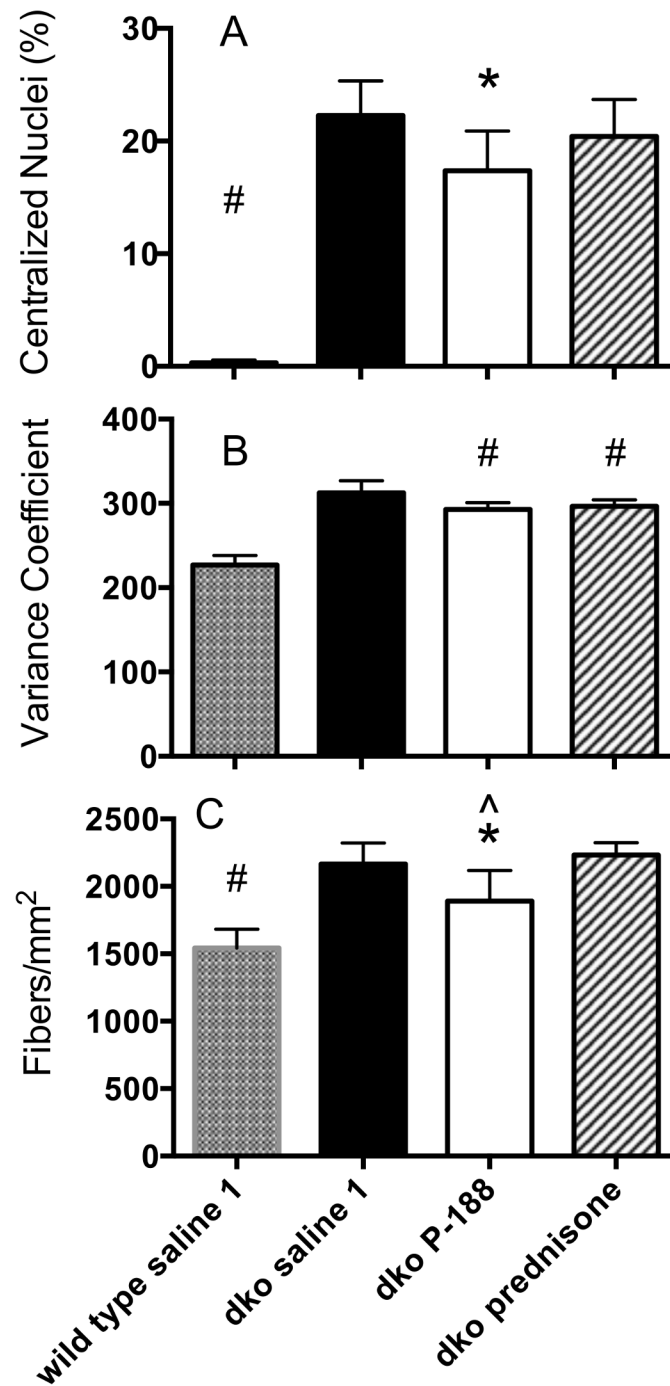 A
Centralized Nuclei (%)
30
20
10
0
#
*
B
Variance Coefficient
400
300
200
100
0
#
#
C
Fibers/mm²
2500
2000
1500
1000
500
0
#
^
*
wild type saline 1
dko saline 1
dko P-188
dko prednisone